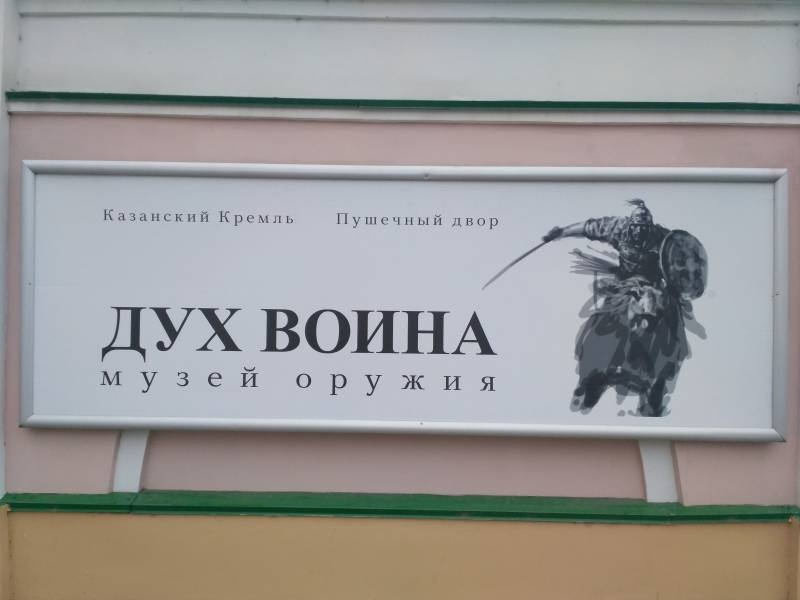 Казанский Кремль Пушечный двор
ДУХ ВОИНА
музей оружия